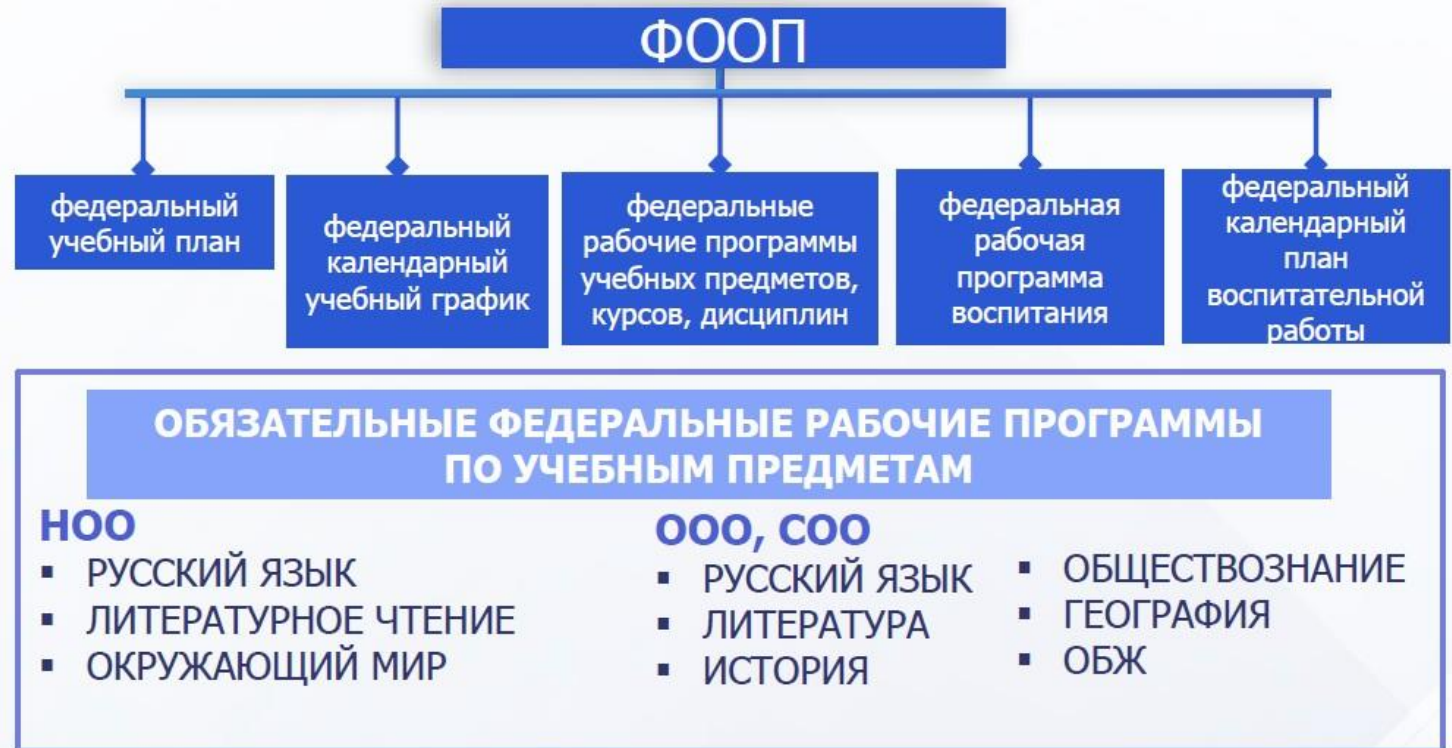 ФООП
федеральный
учебный план
федеральный
календарный
учебный график
федеральные
рабочие программы
учебных предметов,
курсов, дисциплин
федеральная
рабочая
программа
воспитания
федеральный
календарный
план
воспитательной
работы
ОБЯЗАТЕЛЬНЫЕ ФЕДЕРАЛЬНЫЕ РАБОЧИЕ ПРОГРАММЫ
ПО УЧЕБНЫМ ПРЕДМЕТАМ
НОО
▪ РУССКИЙ ЯЗЫК
▪ ЛИТЕРАТУРНОЕ ЧТЕНИЕ
▪ ОКРУЖАЮЩИЙ МИР
ООО, СОО
▪ РУССКИЙ ЯЗЫК
▪ ЛИТЕРАТУРА
▪ ИСТОРИЯ
▪ ОБЩЕСТВОЗНАНИЕ
▪ ГЕОГРАФИЯ
▪ ОБЖ